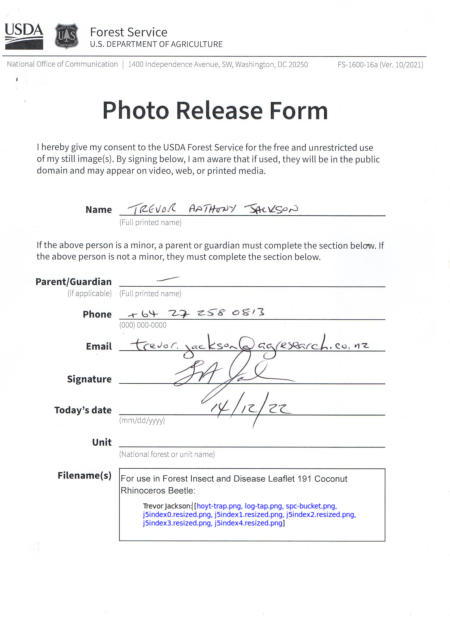 USDA
Forest Service
U.S. DEPARTMENT OF AGRICULTURE
National Office of Communication | 1400 Independence Avenue, SW, Washington, DC 20250 FS-1600-16a (Ver. 10/2021)
Photo Release Form
I hereby give my consent to the USDA Forest Service for the free and unrestricted use
of my still image(s). By signing below, I am aware that if used, they will be in the public
domain and may appear on video, web, or printed media.
Name TREVOR ANTHONY JACKSON
(Full printed name)
If the above person is a minor, a parent or guardian must complete the section below. If
the above person is not a minor, they must complete the section below.
Parent/Guardian —
(if applicable) (Full printed name)
Phone +64 27 258 0813
(000) 000-0000
Email trevor.jackson@agresearch.co.nz
Signature
Today's date 14/12/22
(mm/dd/yyyy)
Unit
(National forest or unit name)
Filename(s) For use in Forest Insect and Disease Leaflet 191 Coconut
Rhinoceros Beetle:
Trevor Jackson:[hoyt-trap.png, log-tap.png, spc-bucket.png,
j5index0.resized.png, j5index1.resized.png, j5index2.resized.png,
j5index3.resized.png, j5index4.resized.png]